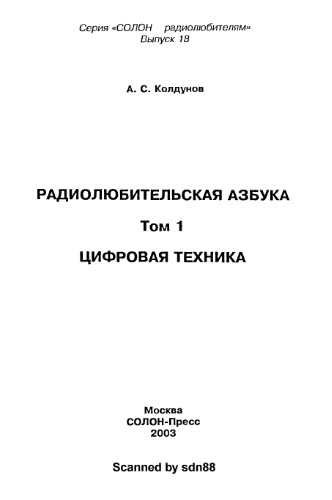 Серия «СОЛОН радиолюбителям»
Выпуск 18
А. С. Колдунов
РАДИОЛЮБИТЕЛЬСКАЯ АЗБУКА
Том 1
ЦИФРОВАЯ ТЕХНИКА
Москва
СОЛОН-Пресс
2003
Scanned by sdn88